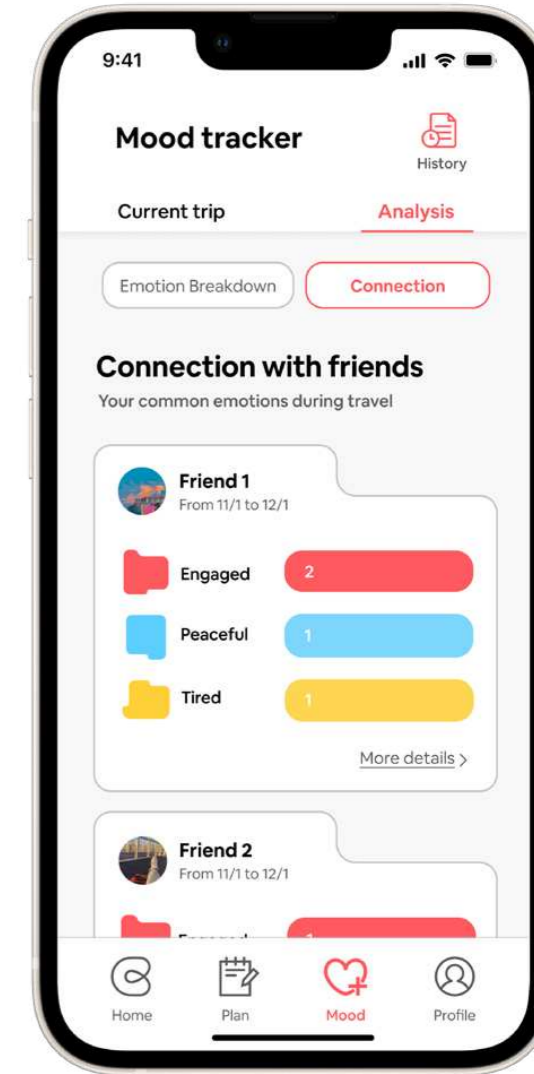 9:41
Mood tracker
History
Current trip
Analysis
Emotion Breakdown
Connection
Connection with friends
Your common emotions during travel
Friend 1
From 11/1 to 12/1
Engaged
2
Peaceful
1
Tired
1
More details >
Friend 2
From 11/1 to 12/1
Home
Plan
Mood
Profile